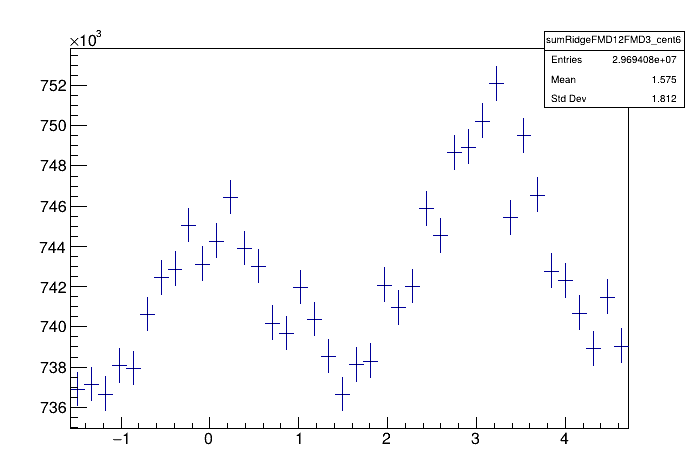 ×10³
sumRidgeFMD12FMD3_cent6
Entries 2.969408e+07
Mean 1.575
Std Dev 1.812
752
750
748
746
744
742
740
738
736
−1 0 1 2 3 4